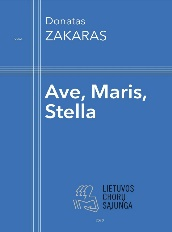 Donatas
ZAKARAS
Ave, Maris,
Stella
LIETUVOS
CHORŲ
SĄJUNGA